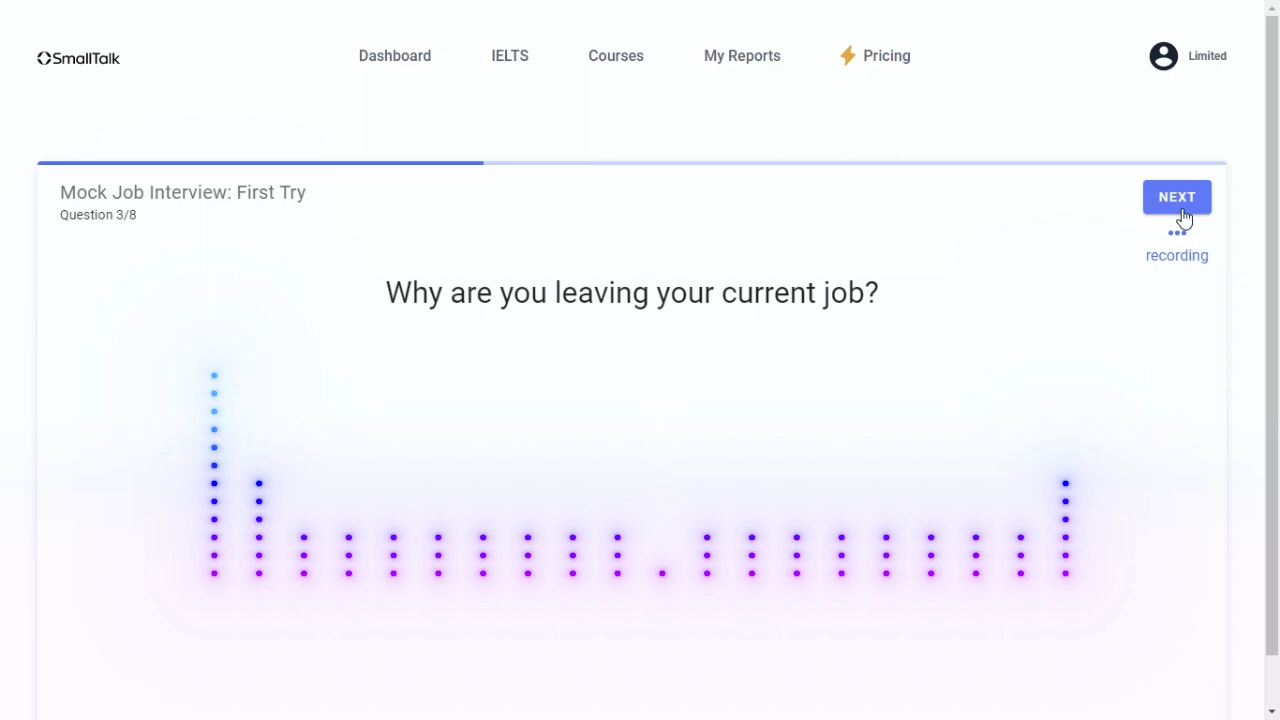 SmallTalk
Dashboard
IELTS
Courses
My Reports
Pricing
Limited
Mock Job Interview: First Try
Question 3/8
NEXT
recording
Why are you leaving your current job?